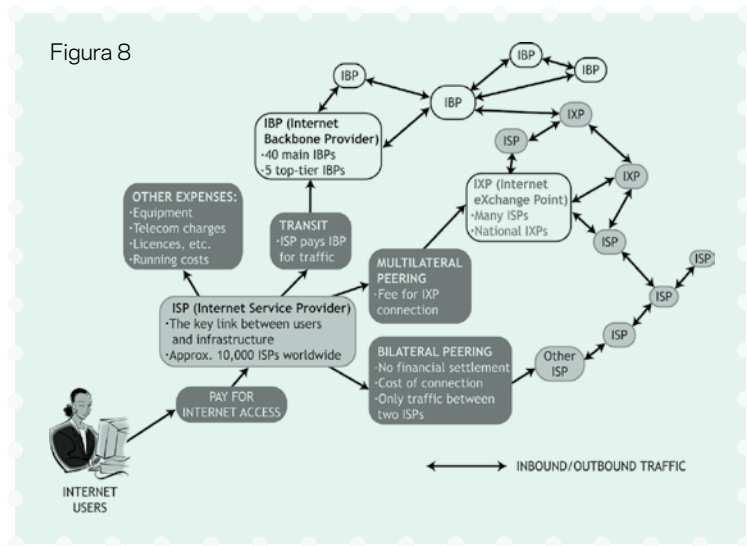 Figura 8
IBP
IBP
IBP
IBP
IBP (Internet
Backbone Provider)
·40 main IBPs
·5 top-tier IBPs
ISP
IXP
IXP
IXP (Internet
eXchange Point)
·Many ISPs
·National IXPs
ISP
ISP
ISP
ISP
OTHER EXPENSES:
·Equipment
·Telecom charges
·Licences, etc.
·Running costs
TRANSIT
·ISP pays IBP
for traffic
MULTILATERAL
PEERING
·Fee for IXP
connection
ISP (Internet Service Provider)
·The key link between users
and infrastructure
·Approx. 10,000 ISPs worldwide
BILATERAL PEERING
·No financial settlement
·Cost of connection
·Only traffic between
two ISPs
Other
ISP
PAY FOR
INTERNET ACCESS
INTERNET
USERS
INBOUND/OUTBOUND TRAFFIC